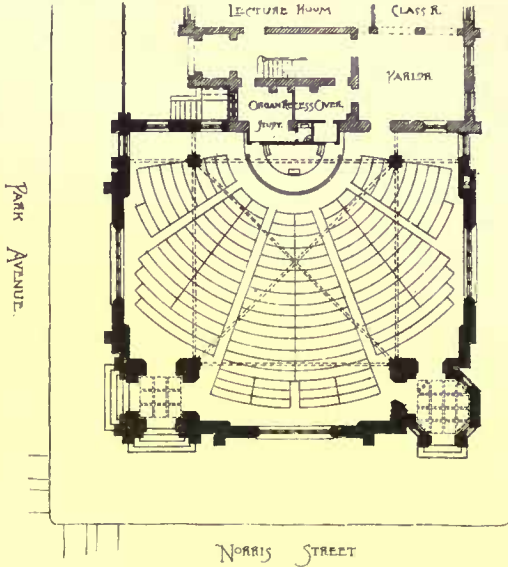 LECTURE ROOM
CLASS R.
PARLOR
ORGAN RECESS OVER.
STUDY.
PARK AVENUE.
NORRIS STREET